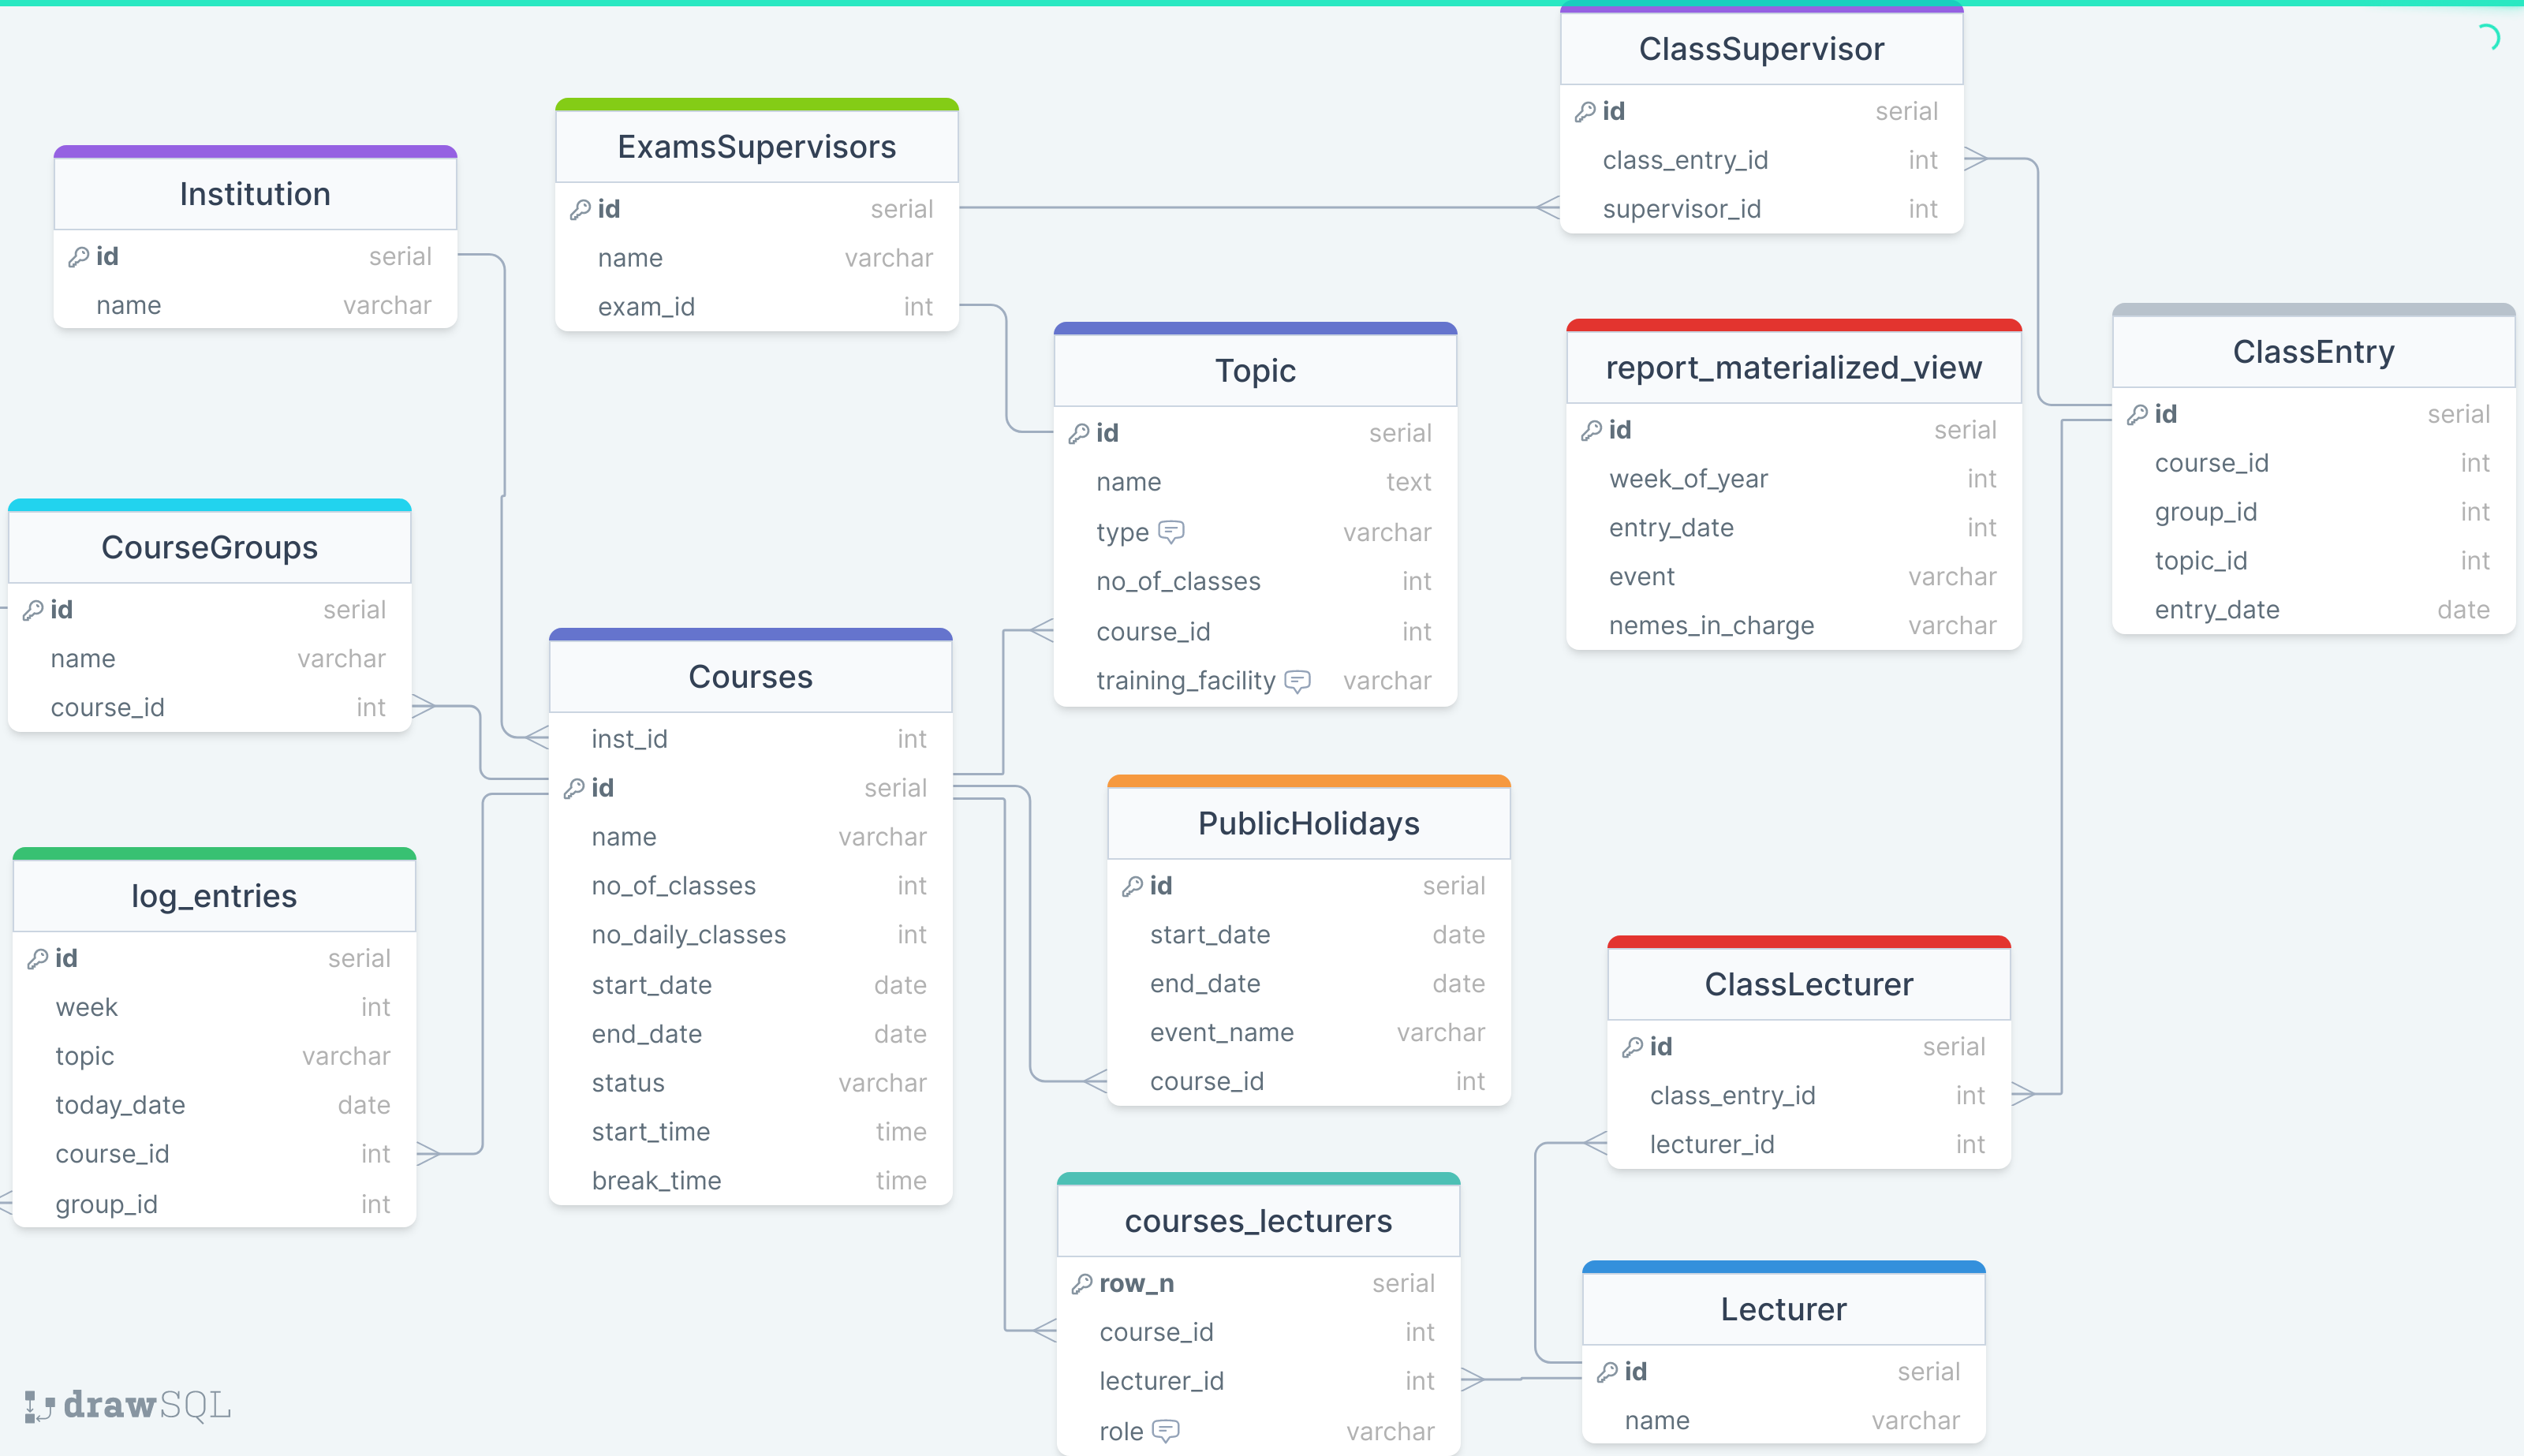 ClassSupervisor
id serial
class_entry_id int
supervisor_id int
ExamsSupervisors
id serial
name varchar
exam_id int
Institution
id serial
name varchar
Topic
id serial
name text
type varchar
no_of_classes int
course_id int
training_facility varchar
report_materialized_view
id serial
week_of_year int
entry_date int
event varchar
nemes_in_charge varchar
ClassEntry
id serial
course_id int
group_id int
topic_id int
entry_date date
CourseGroups
id serial
name varchar
course_id int
Courses
inst_id int
id serial
name varchar
no_of_classes int
no_daily_classes int
start_date date
end_date date
status varchar
start_time time
break_time time
PublicHolidays
id serial
start_date date
end_date date
event_name varchar
course_id int
log_entries
id serial
week int
topic varchar
today_date date
course_id int
group_id int
ClassLecturer
id serial
class_entry_id int
lecturer_id int
courses_lecturers
row_n serial
course_id int
lecturer_id int
role varchar
Lecturer
id serial
name varchar
drawSQL